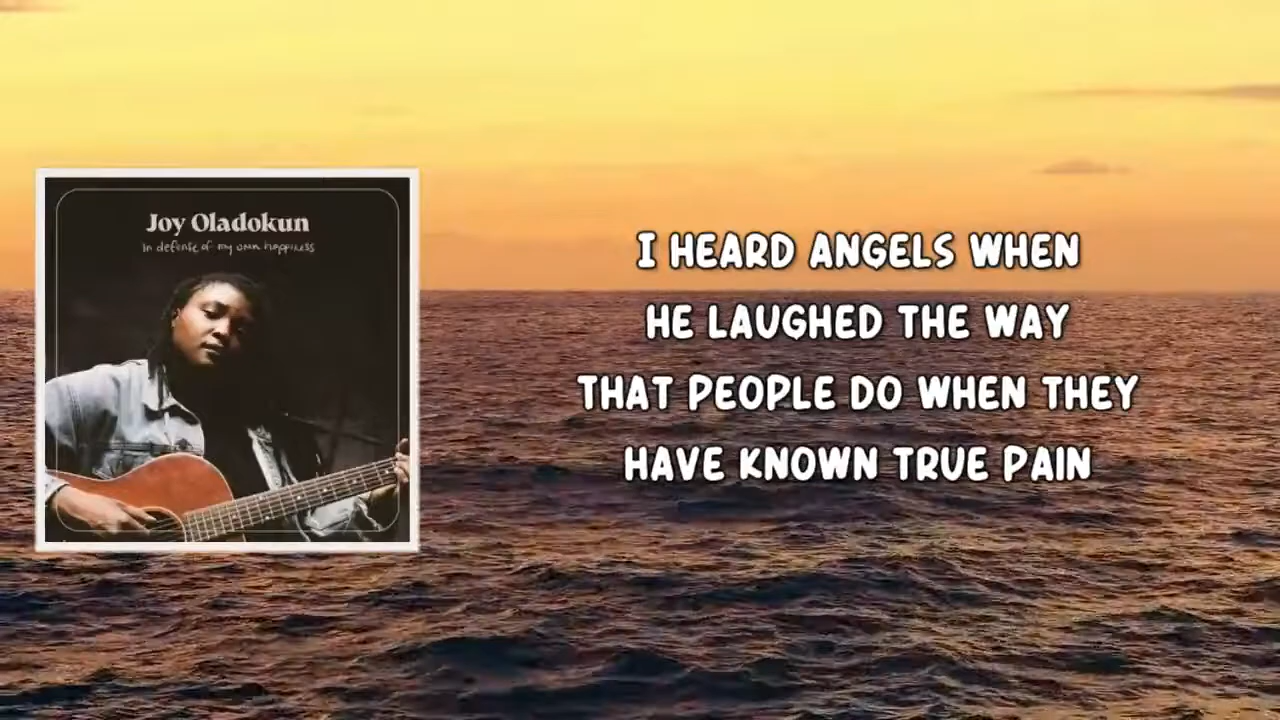 Joy Oladokun
In defense of my own happiness
I HEARD ANGELS WHEN
HE LAUGHED THE WAY
THAT PEOPLE DO WHEN THEY
HAVE KNOWN TRUE PAIN